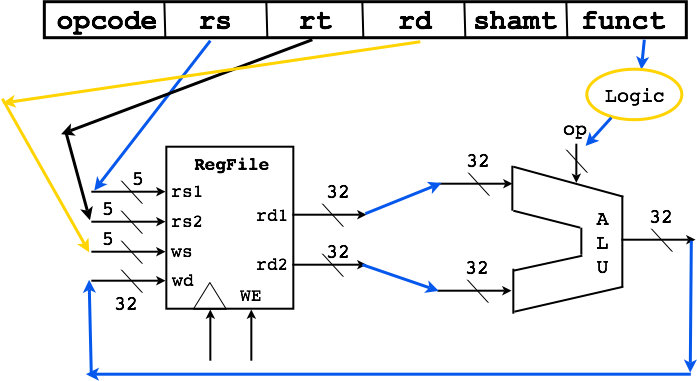 opcode rs rt rd shamt funct
Logic
op
RegFile
5 rs1
5 rs2
5 ws
32 wd
WE
rd1 32
rd2 32
32
32
A
L
U
32